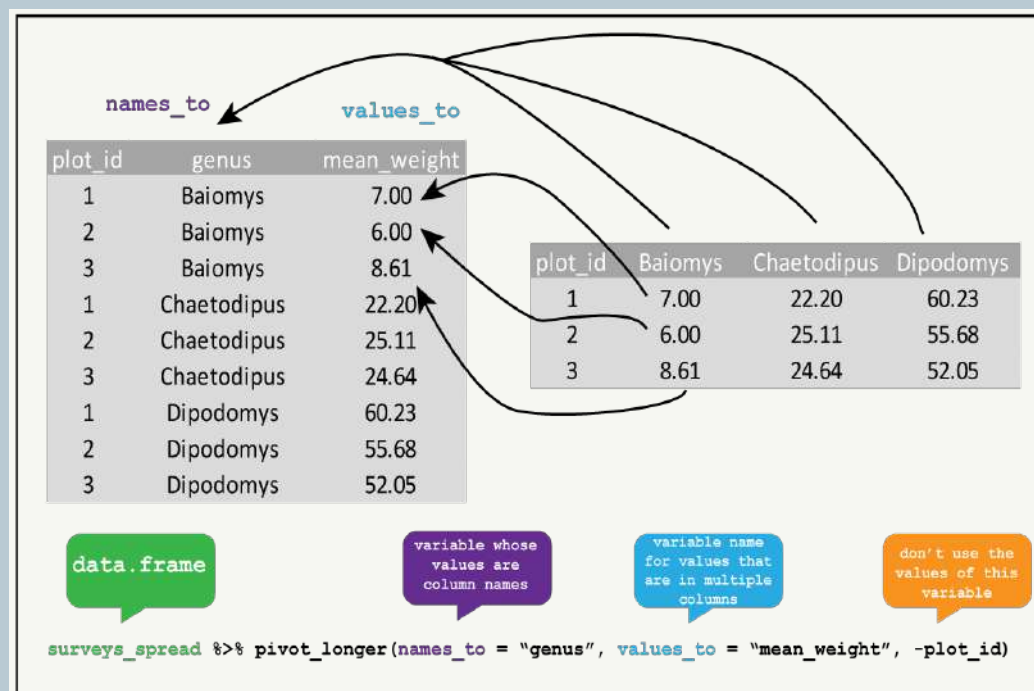 names_to
values_to
plot_id genus mean_weight
1 Baiomys 7.00
2 Baiomys 6.00
3 Baiomys 8.61
1 Chaetodipus 22.20
2 Chaetodipus 25.11
3 Chaetodipus 24.64
1 Dipodomys 60.23
2 Dipodomys 55.68
3 Dipodomys 52.05
plot_id Baiomys Chaetodipus Dipodomys
1 7.00 22.20 60.23
2 6.00 25.11 55.68
3 8.61 24.64 52.05
data.frame
variable whose
values are
column names
variable name
for values that
are in multiple
columns
don't use the
values of this
variable
surveys_spread %>% pivot_longer(names_to = “genus”, values_to = “mean_weight”, -plot_id)